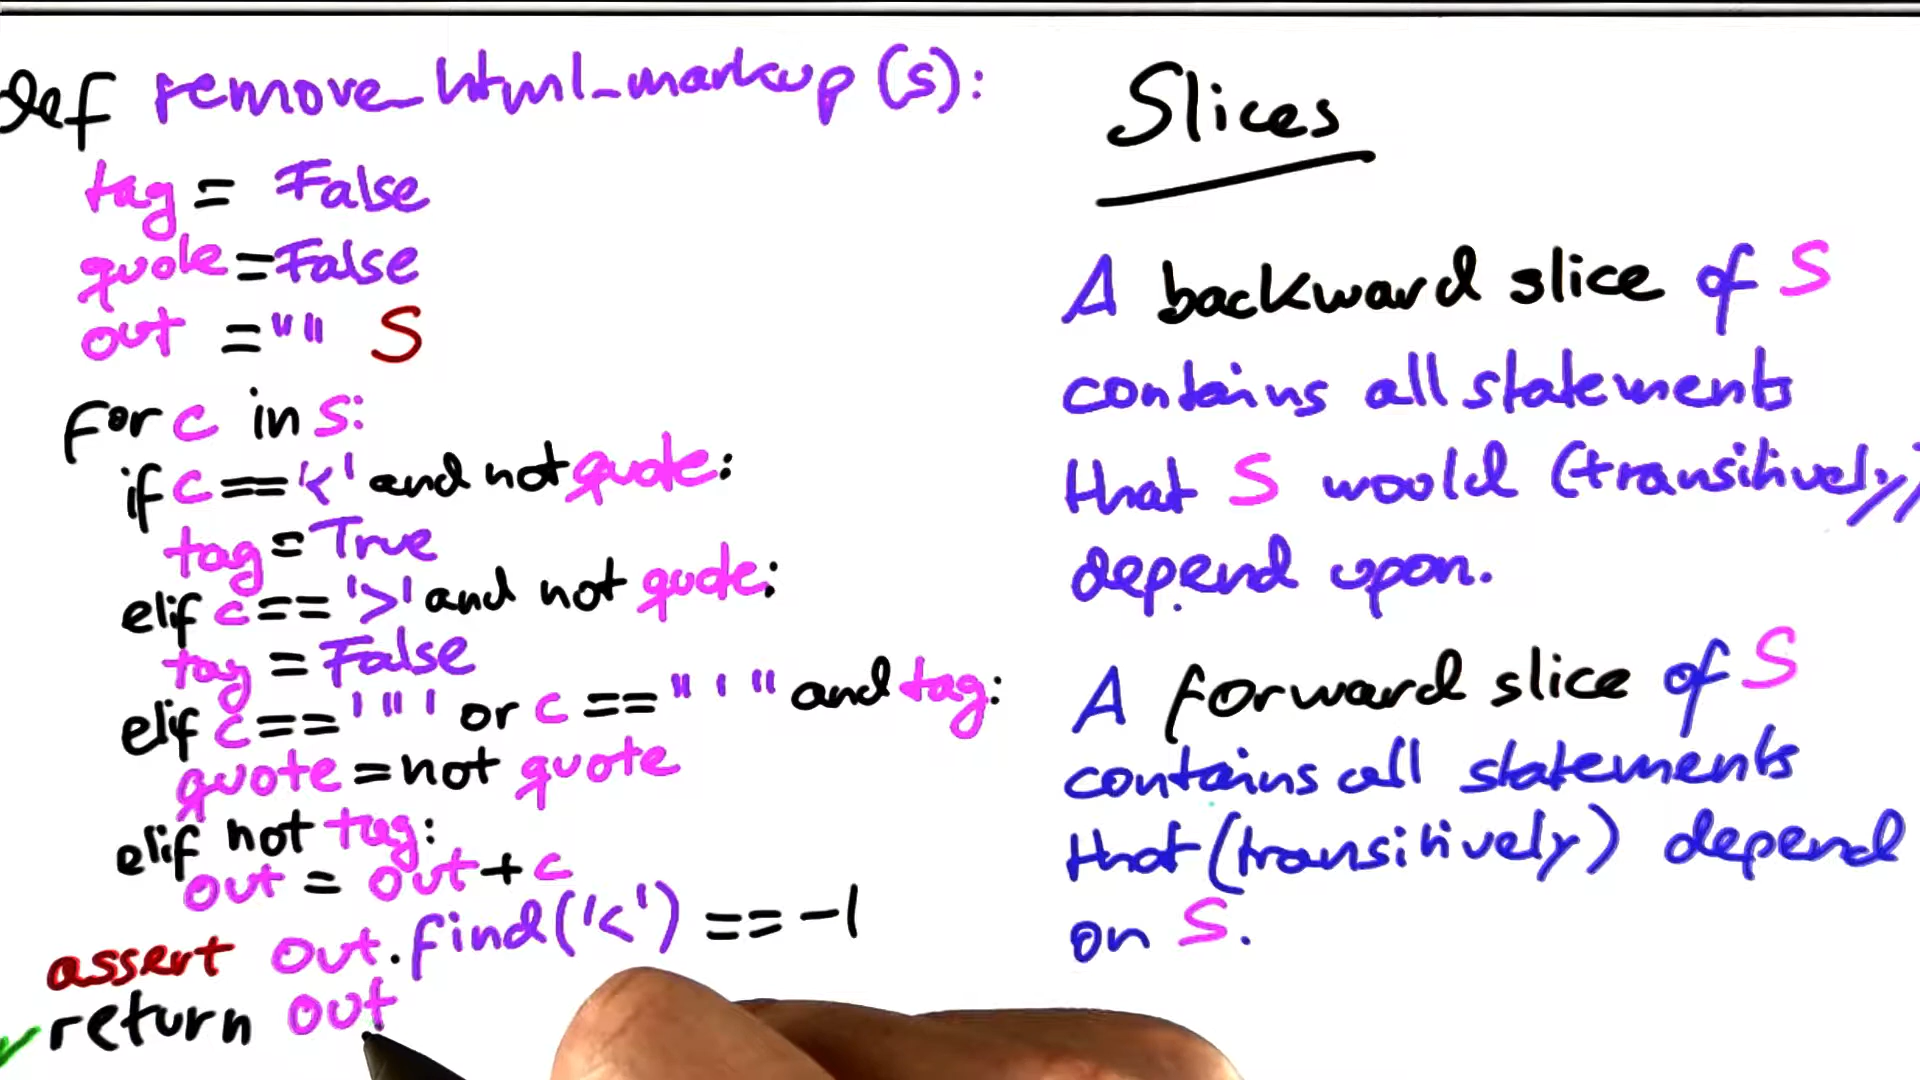 def remove_html_markup(s):
tag = False
quote = False
out = "" S
for c in s:
if c == '<' and not quote:
tag = True
elif c == '>' and not quote:
tag = False
elif c == '"' or c == "'" and tag:
quote = not quote
elif not tag:
out = out + c
assert out.find('<') == -1
return out
Slices
A backward slice of S
contains all statements
that S would (transitively)
depend upon.
A forward slice of S
contains all statements
that (transitively) depend
on S.